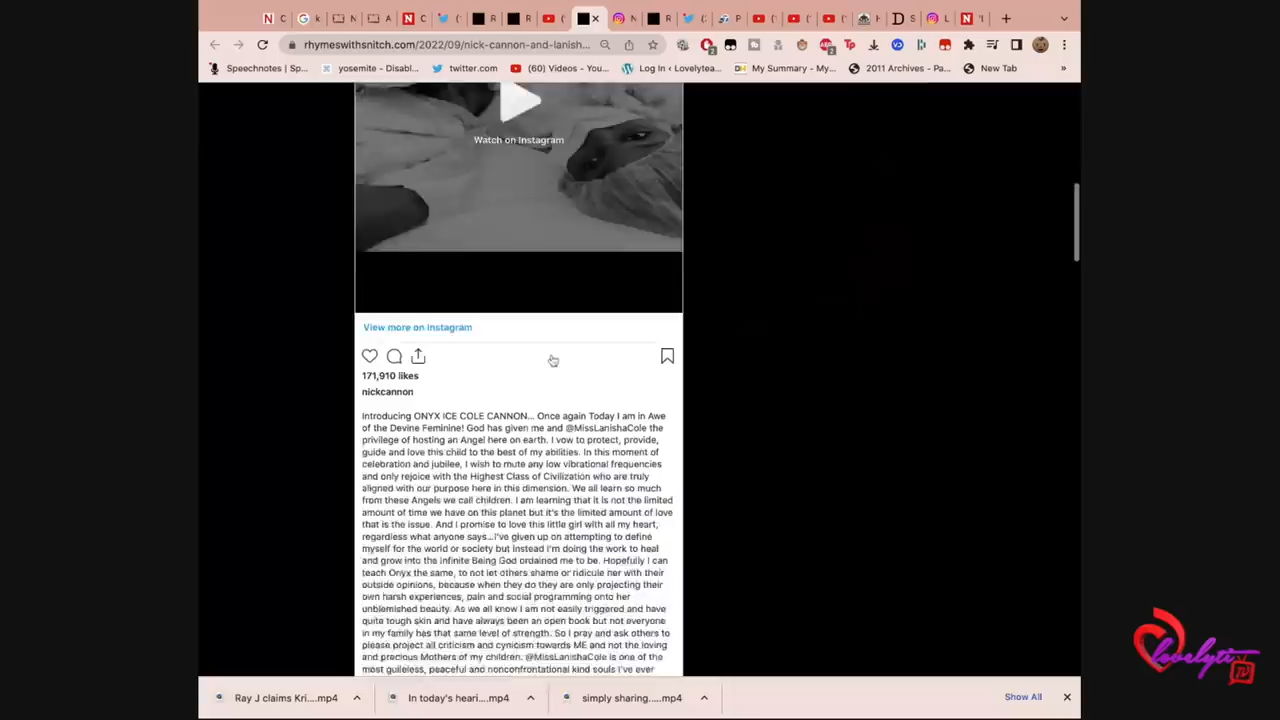 N
C
G
k
N
A
N
C
(
R
R
(
N
R
(
P
(
(
(
H
D
S
L
N
"
rhymeswithsnitch.com/2022/09/nick-cannon-and-lanish...
Speechnotes | Sp...
yosemite - Disabl...
twitter.com
(60) Videos - You...
Log In ‹ Lovelytea...
My Summary - My...
2011 Archives - Pa...
New Tab
»
Watch on Instagram
View more on Instagram
171,910 likes
nickcannon
Introducing ONYX ICE COLE CANNON... Once again Today I am in Awe
of the Devine Feminine! God has given me and @MissLanishaCole the
privilege of hosting an Angel here on earth. I vow to protect, provide,
guide and love this child to the best of my abilities. In this moment of
celebration and jubilee, I wish to mute any low vibrational frequencies
and only rejoice with the Highest Class of Civilization who are truly
aligned with our purpose here in this dimension. We all learn so much
from these Angels we call children. I am learning that it is not the limited
amount of time we have on this planet but it's the limited amount of love
that is the issue. And I promise to love this little girl with all my heart,
regardless what anyone says...I've given up on attempting to define
myself for the world or society but instead I'm doing the work to heal
and grow into the Infinite Being God ordained me to be. Hopefully I can
teach Onyx the same, to not let others shame or ridicule her with their
outside opinions, because when they do they are only projecting their
own harsh experiences, pain and social programming onto her
unblemished beauty. As we all know I am not easily triggered and have
quite tough skin and have always been an open book but not everyone
in my family has that same level of strength. So I pray and ask others to
please project all criticism and cynicism towards ME and not the loving
and precious Mothers of my children. @MissLanishaCole is one of the
most guileless, peaceful and nonconfrontational kind souls I've ever
Ray J claims Kri....mp4
In today's heari....mp4
simply sharing.....mp4
Show All
Lovelyti
TV